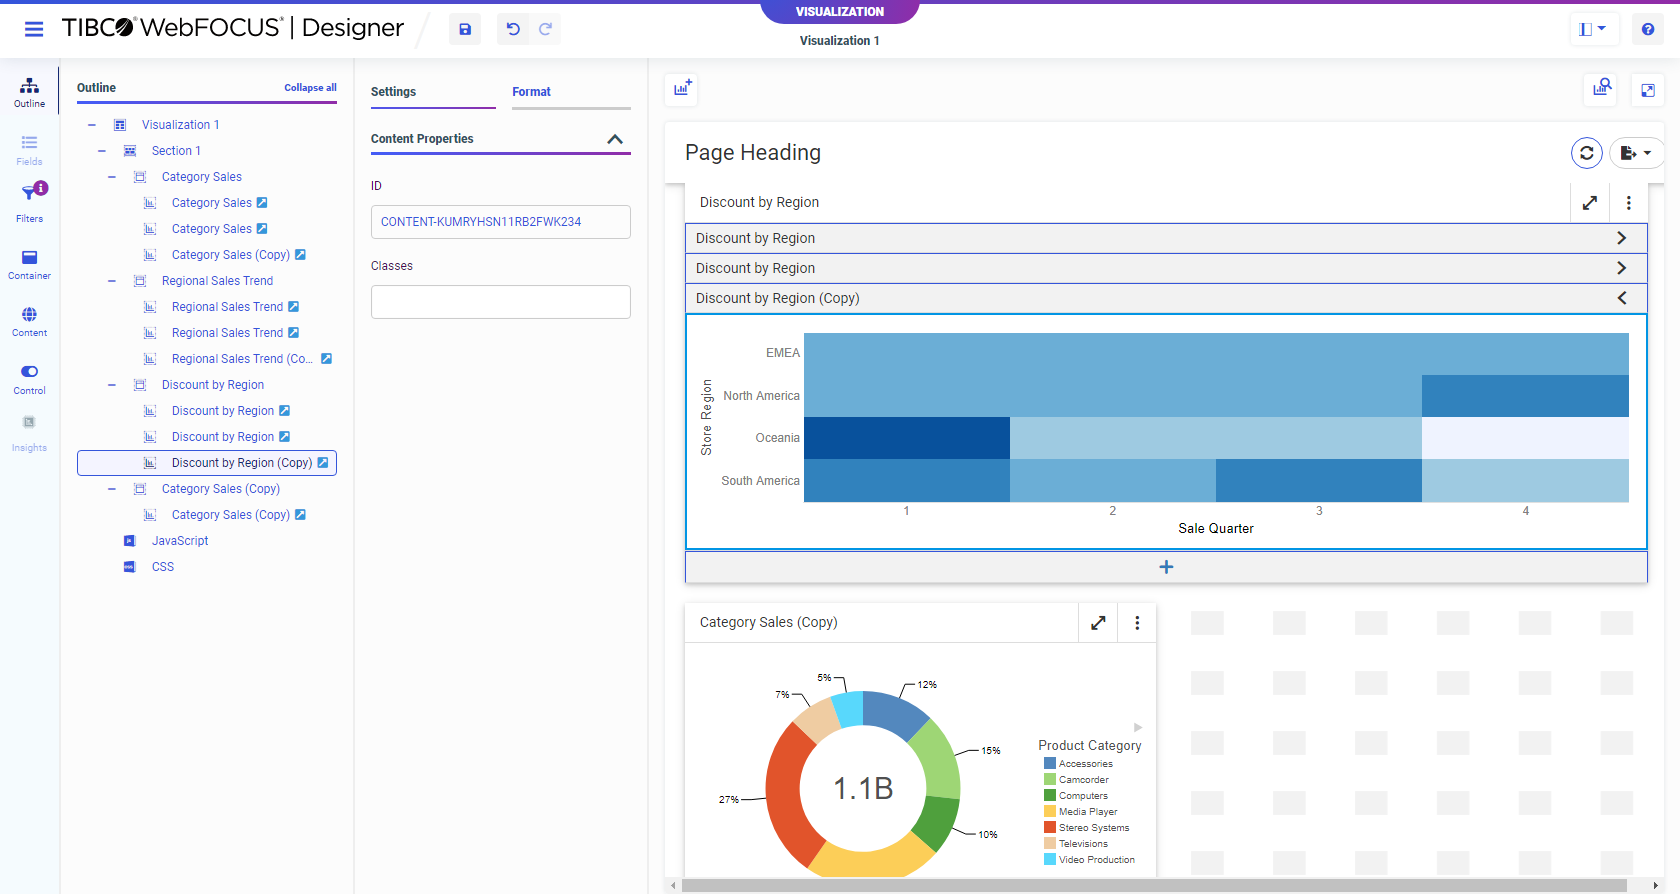 VISUALIZATION
TIBCO® WebFOCUS® | Designer
Visualization 1
Outline
Fields
Filters
Container
Content
Control
Insights
Outline
Collapse all
Visualization 1
Section 1
Category Sales
Category Sales
Category Sales
Category Sales (Copy)
Regional Sales Trend
Regional Sales Trend
Regional Sales Trend
Regional Sales Trend (Co...
Discount by Region
Discount by Region
Discount by Region
Discount by Region (Copy)
Category Sales (Copy)
Category Sales (Copy)
JavaScript
CSS
Settings
Format
Content Properties
ID
CONTENT-KUMRYHSN11RB2FWK234
Classes
Page Heading
Discount by Region
Discount by Region
Discount by Region
Discount by Region (Copy)
Store Region
EMEA
North America
Oceania
South America
1 2 3 4
Sale Quarter
Category Sales (Copy)
5%
12%
7%
15%
27%
10%
1.1B
Product Category
Accessories
Camcorder
Computers
Media Player
Stereo Systems
Televisions
Video Production